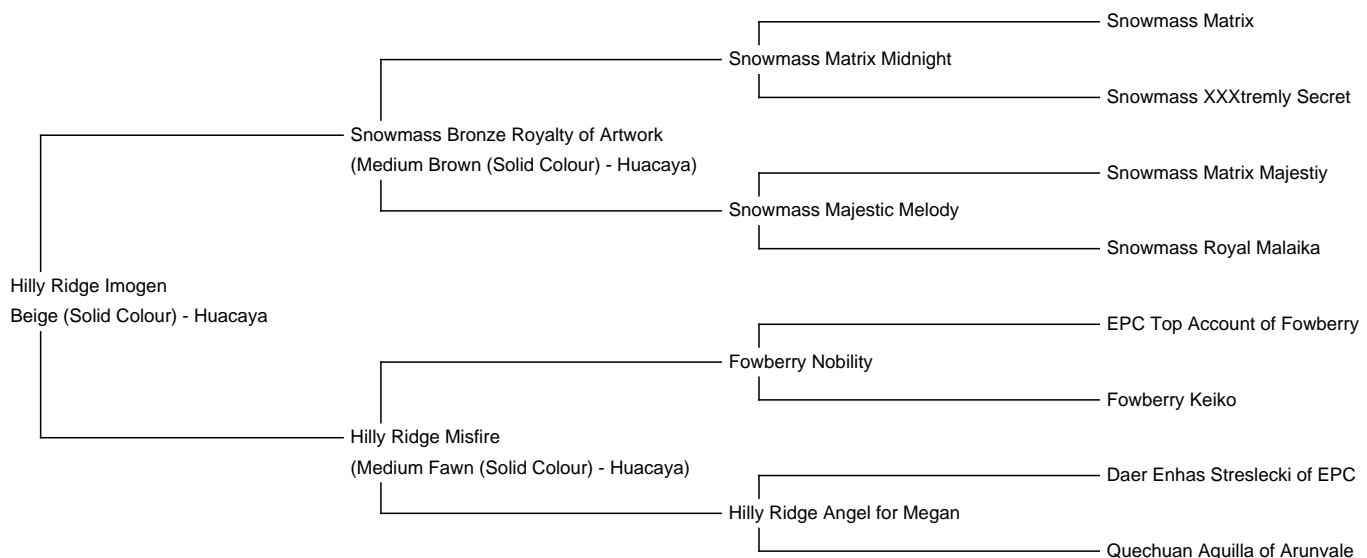 Snowmass Matrix
Snowmass Matrix Midnight
Snowmass XXXtremly Secret
Snowmass Bronze Royalty of Artwork
(Medium Brown (Solid Colour) - Huacaya)
Snowmass Matrix Majestiy
Snowmass Majestic Melody
Snowmass Royal Malaika
Hilly Ridge Imogen
Beige (Solid Colour) - Huacaya
EPC Top Account of Fowberry
Fowberry Nobility
Fowberry Keiko
Hilly Ridge Misfire
(Medium Fawn (Solid Colour) - Huacaya)
Daer Enhas Streslecki of EPC
Hilly Ridge Angel for Megan
Quechuan Aquilla of Arunvale